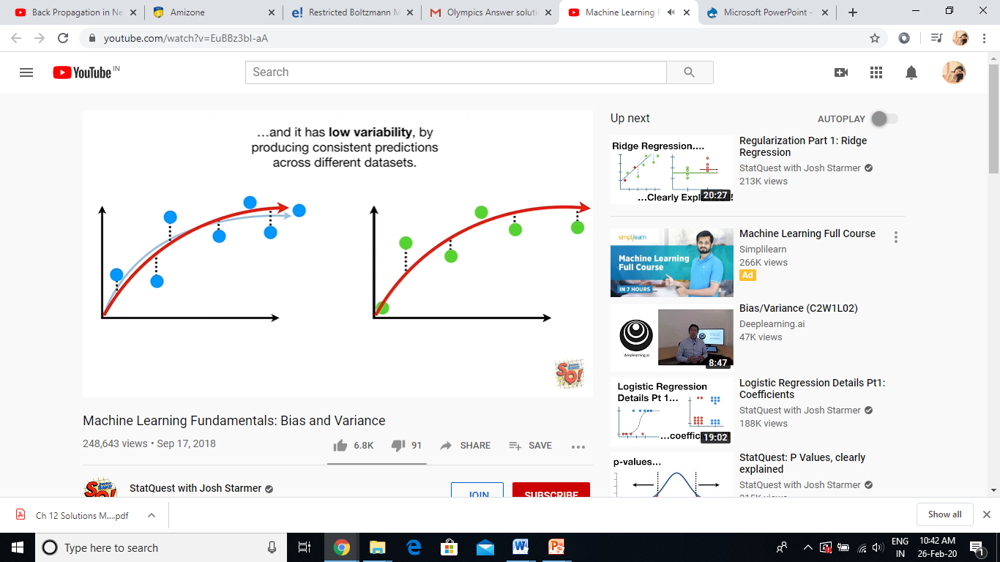 Back Propagation in Ne
Amizone
Restricted Boltzmann M
Olympics Answer soluti
Machine Learning F
Microsoft PowerPoint -
youtube.com/watch?v=EuBBz3bI-aA
YouTube IN
Search
…and it has low variability, by
producing consistent predictions
across different datasets.
Machine Learning Fundamentals: Bias and Variance
248,643 views • Sep 17, 2018
6.8K
91
SHARE
SAVE
StatQuest with Josh Starmer
JOIN
SUBSCRIBE
Up next
AUTOPLAY
Ridge Regression….
…Clearly Expl
!
20:27
Regularization Part 1: Ridge
Regression
StatQuest with Josh Starmer
213K views
simplilearn
Machine Learning
Full Course
IN 7 HOURS
Machine Learning Full Course
Simplilearn
266K views
Ad
deeplearning.ai
8:47
Bias/Variance (C2W1L02)
Deeplearning.ai
47K views
Logistic Regression
Details Pt 1…
…coeffic
19:02
Logistic Regression Details Pt1:
Coefficients
StatQuest with Josh Starmer
188K views
p-values…
StatQuest: P Values, clearly
explained
StatQuest with Josh Starmer
Ch 12 Solutions M....pdf
Show all
Type here to search
ENG
IN
10:42 AM
26-Feb-20
1